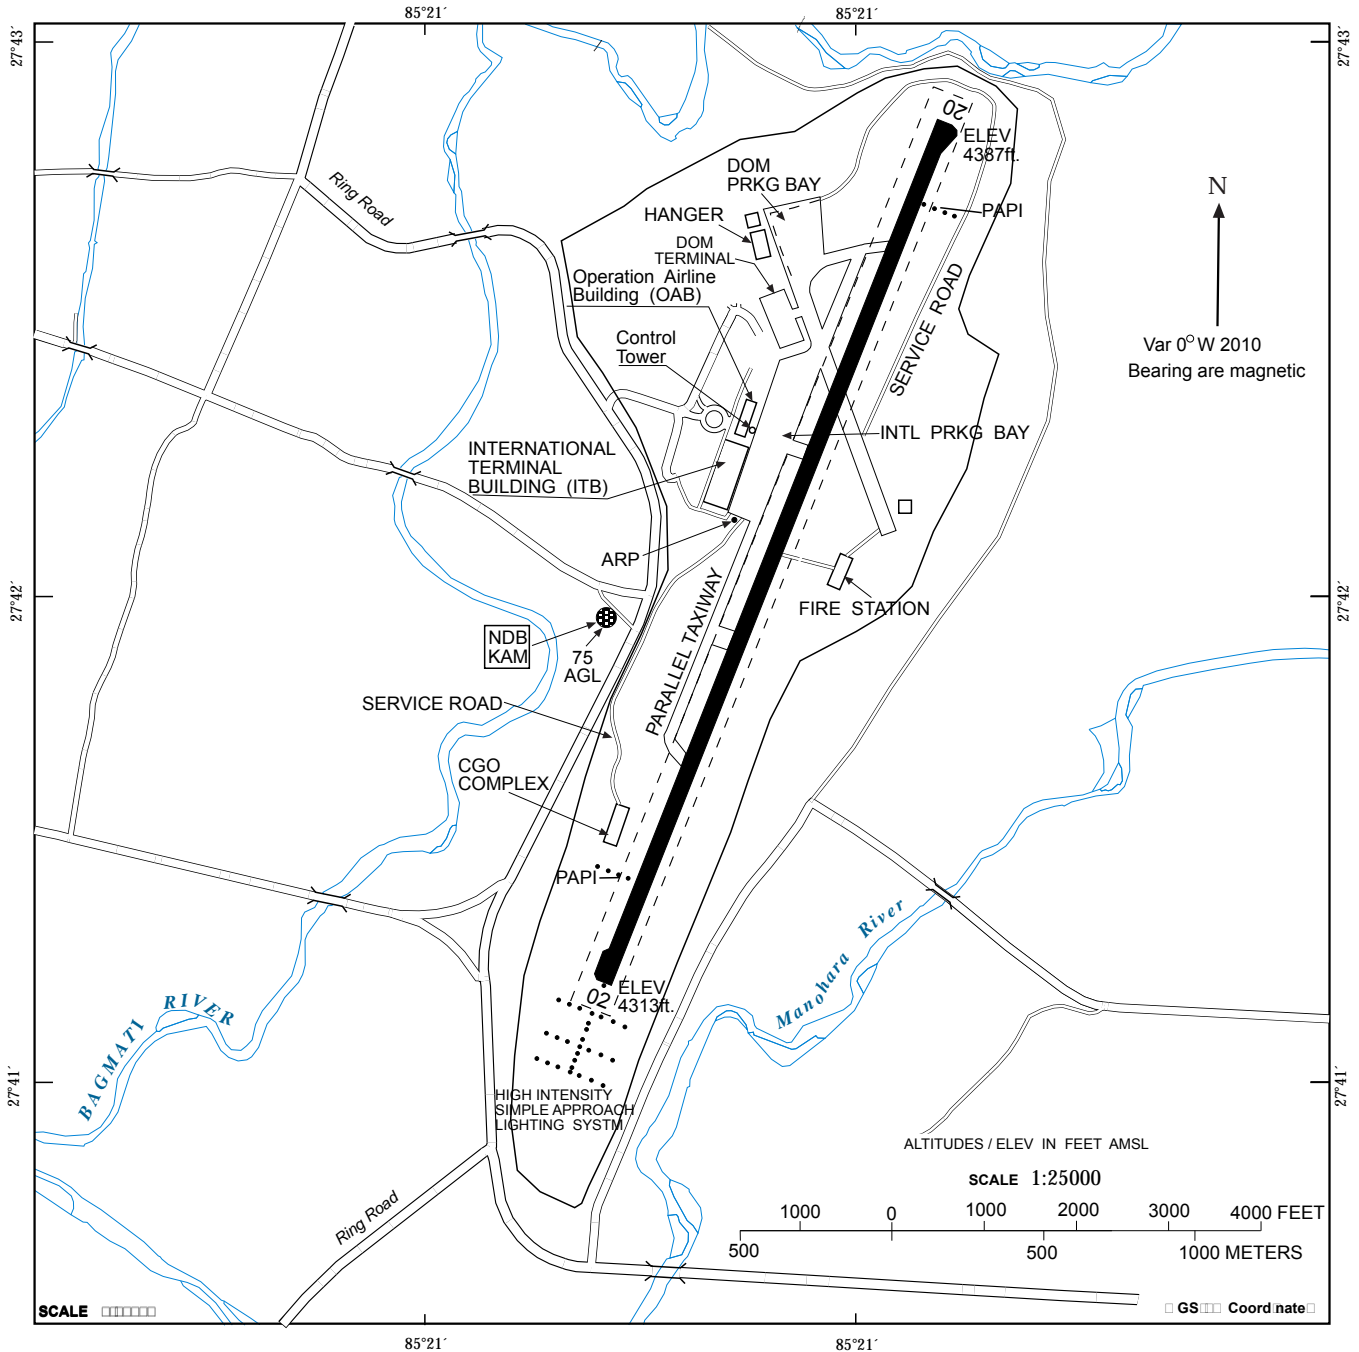 85°21´
85°21´
27°43´
27°43´
20
ELEV
4387ft.
DOM
PRKG BAY
Ring Road
HANGER
PAPI
N
DOM
TERMINAL
Operation Airline
Building (OAB)
SERVICE ROAD
Control
Tower
Var 0° W 2010
Bearing are magnetic
INTL PRKG BAY
INTERNATIONAL
TERMINAL
BUILDING (ITB)
ARP
27°42´
27°42´
FIRE STATION
PARALLEL TAXIWAY
NDB
KAM
75
AGL
SERVICE ROAD
CGO
COMPLEX
PAPI
Manohara River
ELEV
4313ft.
02
BAGMATI RIVER
27°41´
27°41´
HIGH INTENSITY
SIMPLE APPROACH
LIGHTING SYSTM
ALTITUDES / ELEV IN FEET AMSL
SCALE 1:25000
Ring Road
1000 0 1000 2000 3000 4000 FEET
500 500 1000 METERS
SCALE
GS Coord nate
85°21´
85°21´